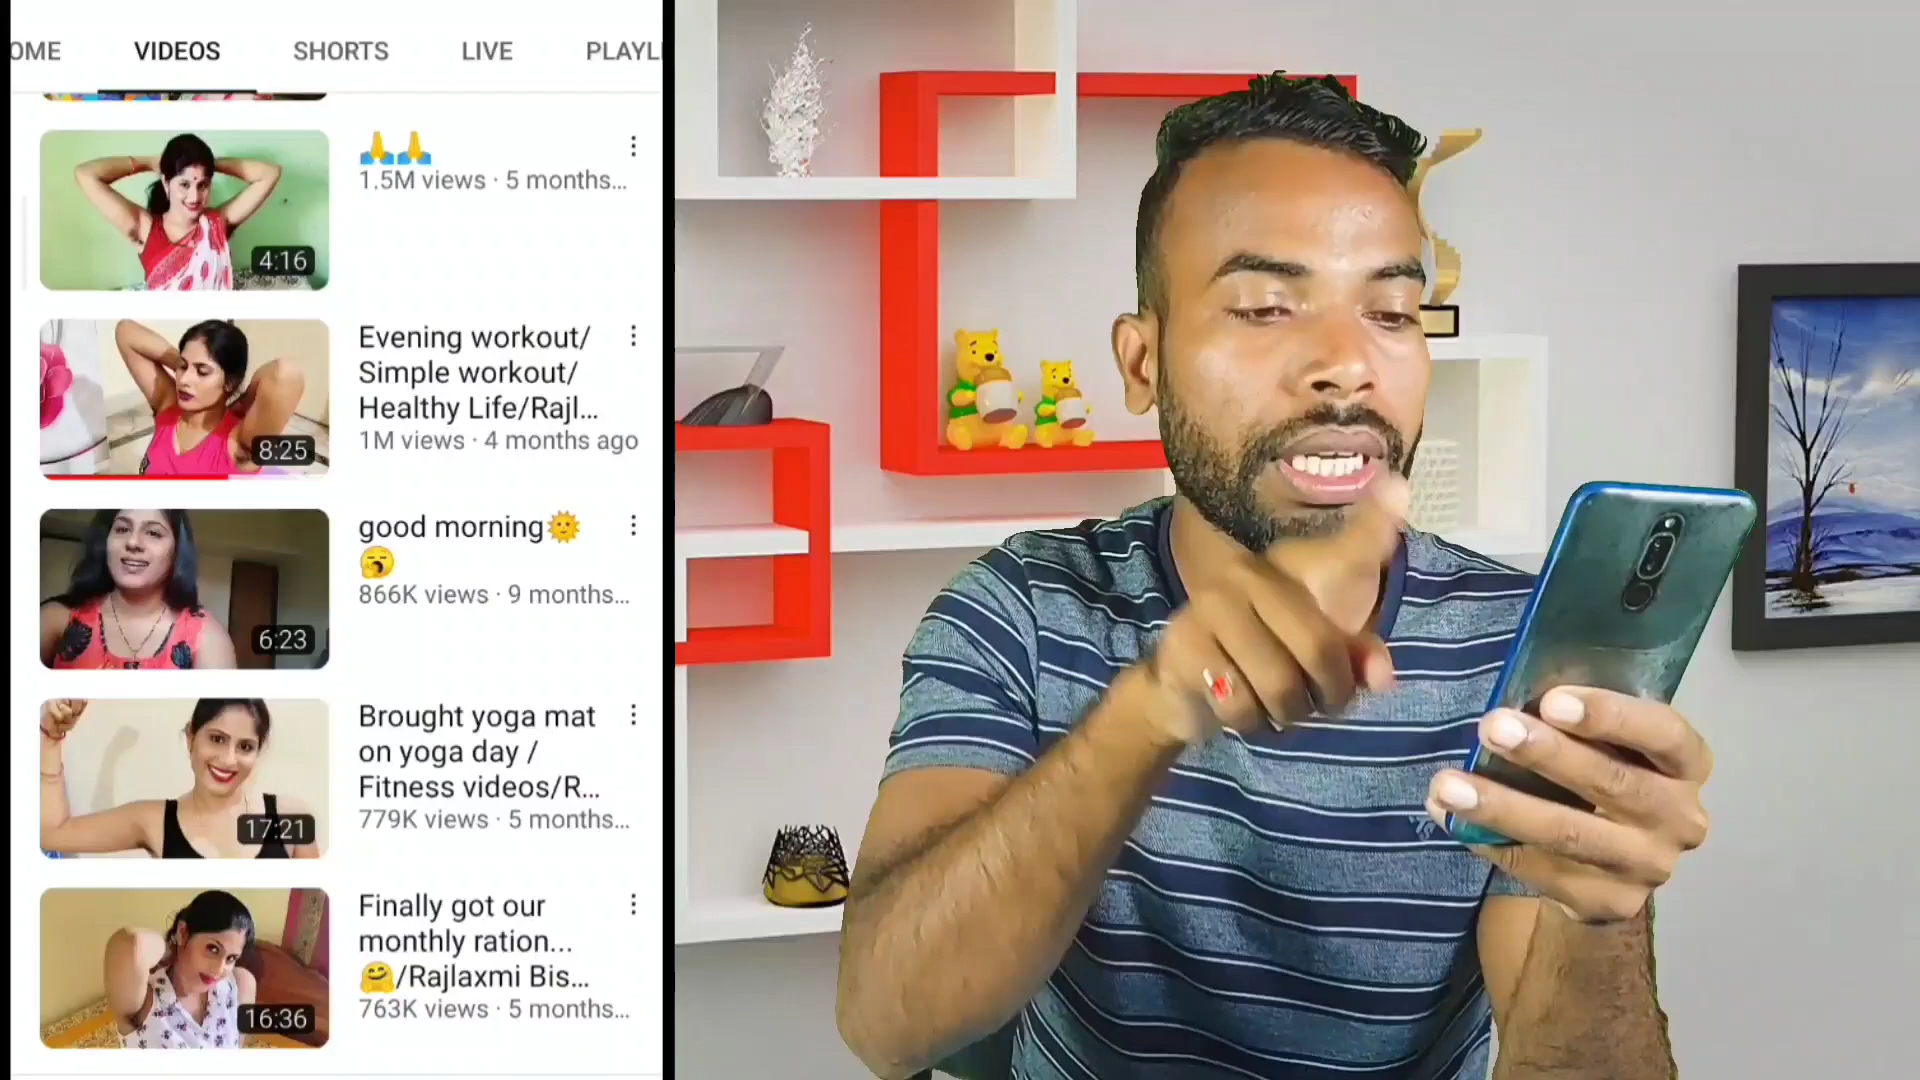 OME VIDEOS SHORTS LIVE PLAYLI
🙏🙏
1.5M views · 5 months...
4:16
Evening workout/
Simple workout/
Healthy Life/Rajl...
1M views · 4 months ago
8:25
good morning🌞
🥱
866K views · 9 months...
6:23
Brought yoga mat
on yoga day /
Fitness videos/R...
779K views · 5 months...
17:21
Finally got our
monthly ration...
🤗/Rajlaxmi Bis...
763K views · 5 months...
16:36